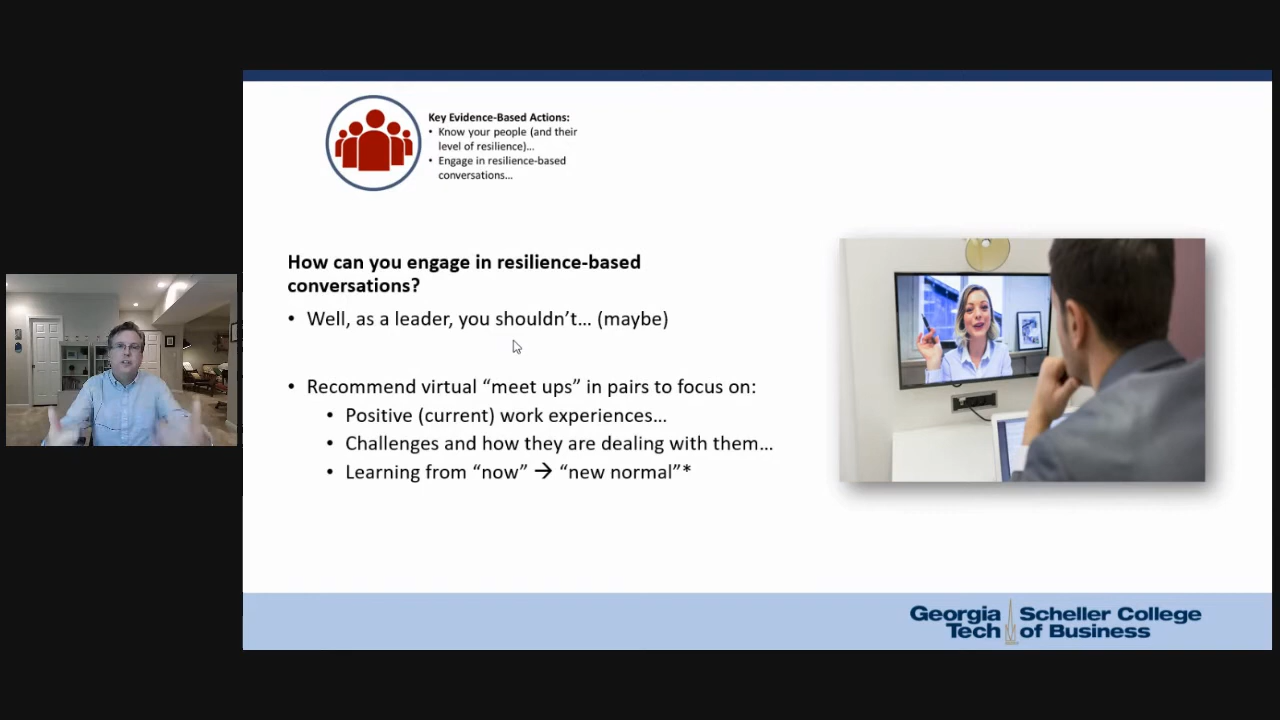 Key Evidence-Based Actions:
• Know your people (and their
level of resilience)...
• Engage in resilience-based
conversations...
How can you engage in resilience-based
conversations?
• Well, as a leader, you shouldn't... (maybe)
• Recommend virtual "meet ups" in pairs to focus on:
• Positive (current) work experiences...
• Challenges and how they are dealing with them...
• Learning from "now" → "new normal"*
Georgia Tech
Scheller College of Business